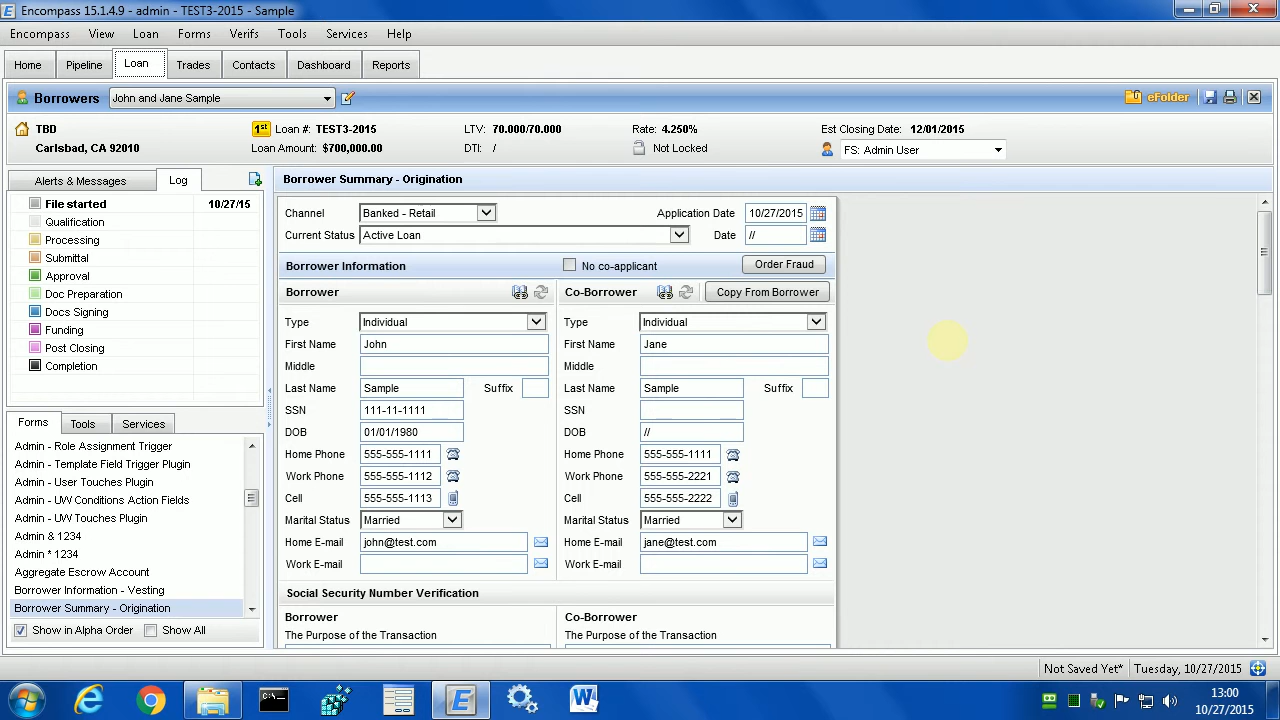 Encompass 15.1.4.9 - admin - TEST3-2015 - Sample
Encompass View Loan Forms Verifs Tools Services Help
Home Pipeline Loan Trades Contacts Dashboard Reports
Borrowers John and Jane Sample eFolder
TBD 1st Loan #: TEST3-2015 LTV: 70.000/70.000 Rate: 4.250% Est Closing Date: 12/01/2015
Carlsbad, CA 92010 Loan Amount: $700,000.00 DTI: / Not Locked FS: Admin User
Alerts & Messages Log
File started 10/27/15
Qualification
Processing
Submittal
Approval
Doc Preparation
Docs Signing
Funding
Post Closing
Completion
Forms Tools Services
Admin - Role Assignment Trigger
Admin - Template Field Trigger Plugin
Admin - User Touches Plugin
Admin - UW Conditions Action Fields
Admin - UW Touches Plugin
Admin & 1234
Admin * 1234
Aggregate Escrow Account
Borrower Information - Vesting
Borrower Summary - Origination
Show in Alpha Order Show All
Borrower Summary - Origination
Channel Banked - Retail Application Date 10/27/2015
Current Status Active Loan Date //
Borrower Information No co-applicant Order Fraud
Borrower Co-Borrower Copy From Borrower
Type Individual Type Individual
First Name John First Name Jane
Middle Middle
Last Name Sample Suffix Last Name Sample Suffix
SSN 111-11-1111 SSN
DOB 01/01/1980 DOB //
Home Phone 555-555-1111 Home Phone 555-555-1111
Work Phone 555-555-1112 Work Phone 555-555-2221
Cell 555-555-1113 Cell 555-555-2222
Marital Status Married Marital Status Married
Home E-mail john@test.com Home E-mail jane@test.com
Work E-mail Work E-mail
Social Security Number Verification
Borrower Co-Borrower
The Purpose of the Transaction The Purpose of the Transaction
Not Saved Yet* Tuesday, 10/27/2015
13:00
10/27/2015